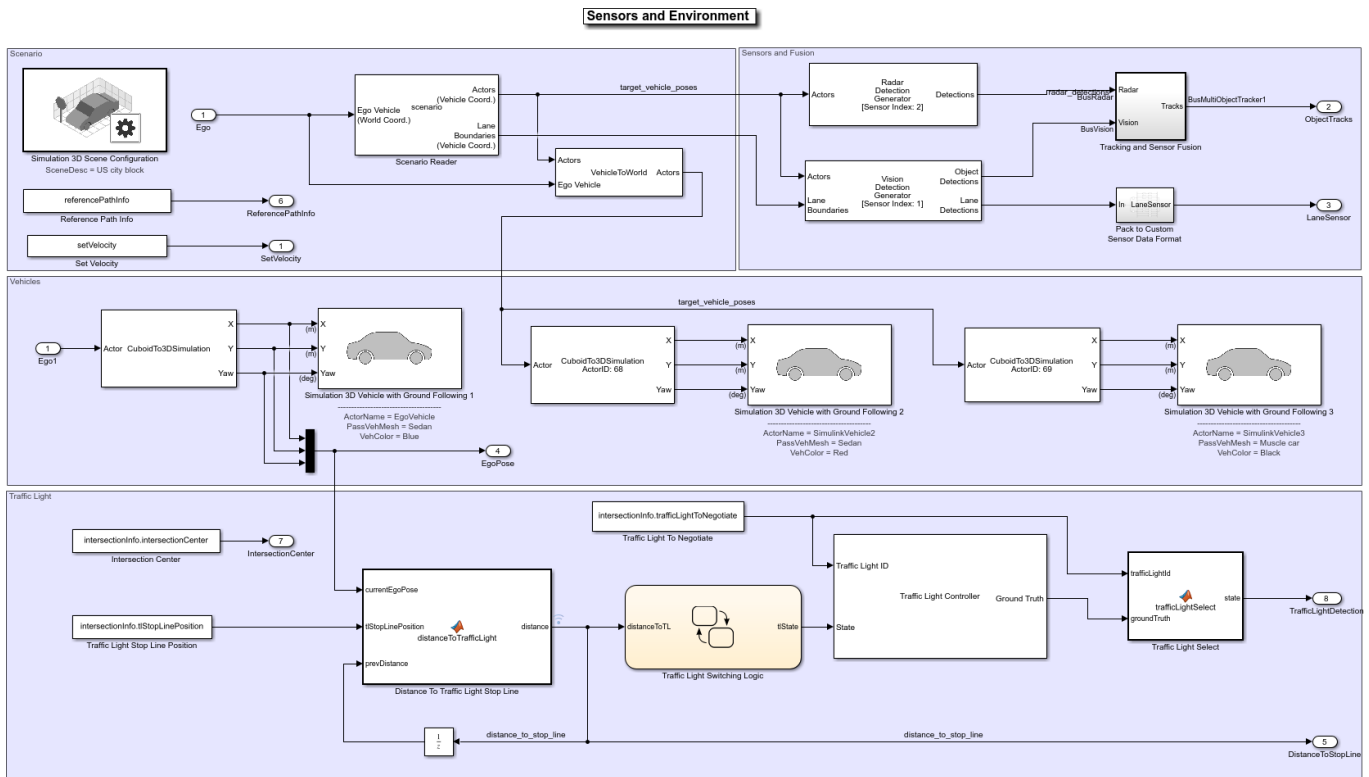 Sensors and Environment
Scenario
Simulation 3D Scene Configuration
SceneDesc = US city block
referencePathInfo
Reference Path Info
6
ReferencePathInfo
setVelocity
Set Velocity
1
SetVelocity
1
Ego
Ego Vehicle
(World Coord.)
scenario
Actors
(Vehicle Coord.)
Lane
Boundaries
(Vehicle Coord.)
Scenario Reader
target_vehicle_poses
Actors
Ego Vehicle
VehicleToWorld
Actors
Sensors and Fusion
Actors
Radar
Detection
Generator
[Sensor Index: 2]
Detections
radar_detections
BusRadar
Actors
Lane
Boundaries
Vision
Detection
Generator
[Sensor Index: 1]
Object
Detections
Lane
Detections
BusVision
Radar
Vision
Tracks
Tracking and Sensor Fusion
BusMultiObjectTracker1
2
ObjectTracks
In
LaneSensor
Pack to Custom
Sensor Data Format
3
LaneSensor
Vehicles
1
Ego1
Actor
CuboidTo3DSimulation
X
Y
Yaw
(m)
(m)
(deg)
X
Y
Yaw
Simulation 3D Vehicle with Ground Following 1
------------------------------------
ActorName = EgoVehicle
PassVehMesh = Sedan
VehColor = Blue
4
EgoPose
target_vehicle_poses
Actor
CuboidTo3DSimulation
ActorID: 68
X
Y
Yaw
(m)
(m)
(deg)
X
Y
Yaw
Simulation 3D Vehicle with Ground Following 2
------------------------------------
ActorName = SimulinkVehicle2
PassVehMesh = Sedan
VehColor = Red
Actor
CuboidTo3DSimulation
ActorID: 69
X
Y
Yaw
(m)
(m)
(deg)
X
Y
Yaw
Simulation 3D Vehicle with Ground Following 3
------------------------------------
ActorName = SimulinkVehicle3
PassVehMesh = Muscle car
VehColor = Black
Traffic Light
intersectionInfo.intersectionCenter
Intersection Center
7
IntersectionCenter
intersectionInfo.tlStopLinePosition
Traffic Light Stop Line Position
currentEgoPose
tlStopLinePosition
prevDistance
distanceToTrafficLight
distance
Distance To Traffic Light Stop Line
intersectionInfo.trafficLightToNegotiate
Traffic Light To Negotiate
distanceToTL
tlState
Traffic Light Switching Logic
Traffic Light ID
State
Traffic Light Controller
Ground Truth
trafficLightId
groundTruth
trafficLightSelect
state
Traffic Light Select
8
TrafficLightDetection
1
z
distance_to_stop_line
distance_to_stop_line
5
DistanceToStopLine